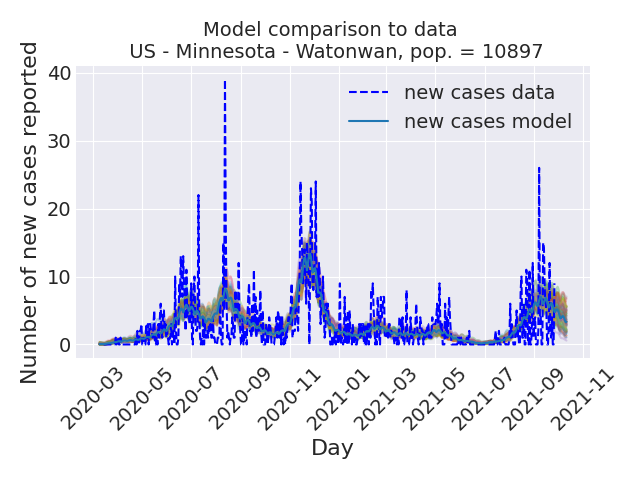 Model comparison to data
US - Minnesota - Watonwan, pop. = 10897
Number of new cases reported
40
30
20
10
0
new cases data
new cases model
2020-03
2020-05
2020-07
2020-09
2020-11
2021-01
2021-03
2021-05
2021-07
2021-09
2021-11
Day